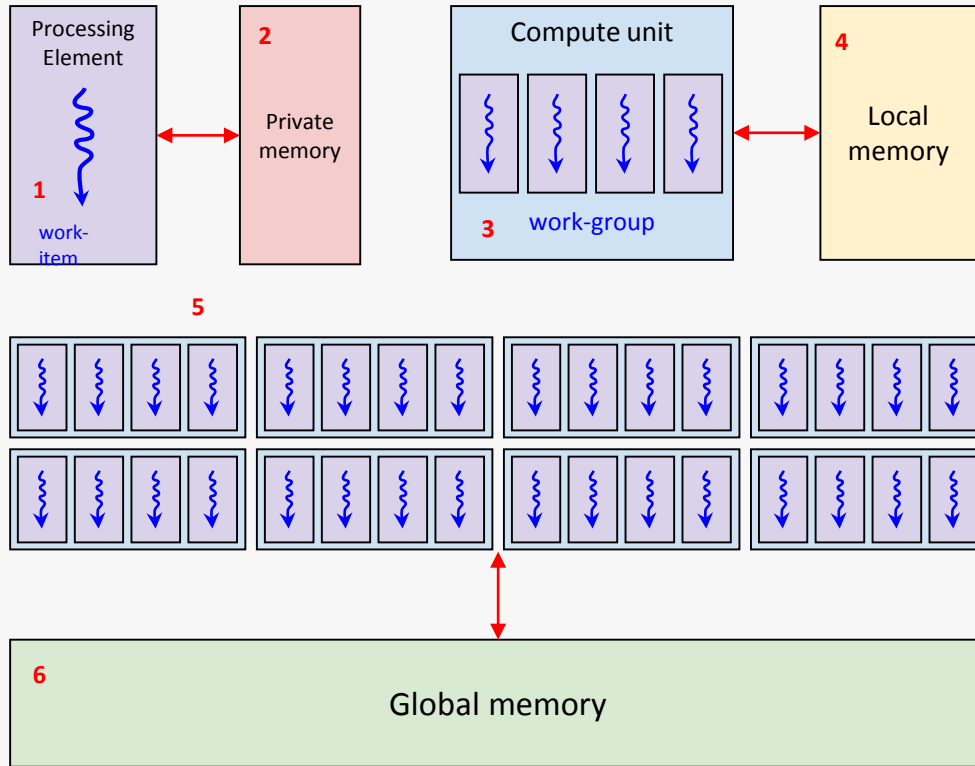 Processing
Element
1
work-
item
2
Private
memory
Compute unit
3
work-group
4
Local
memory
5
6
Global memory